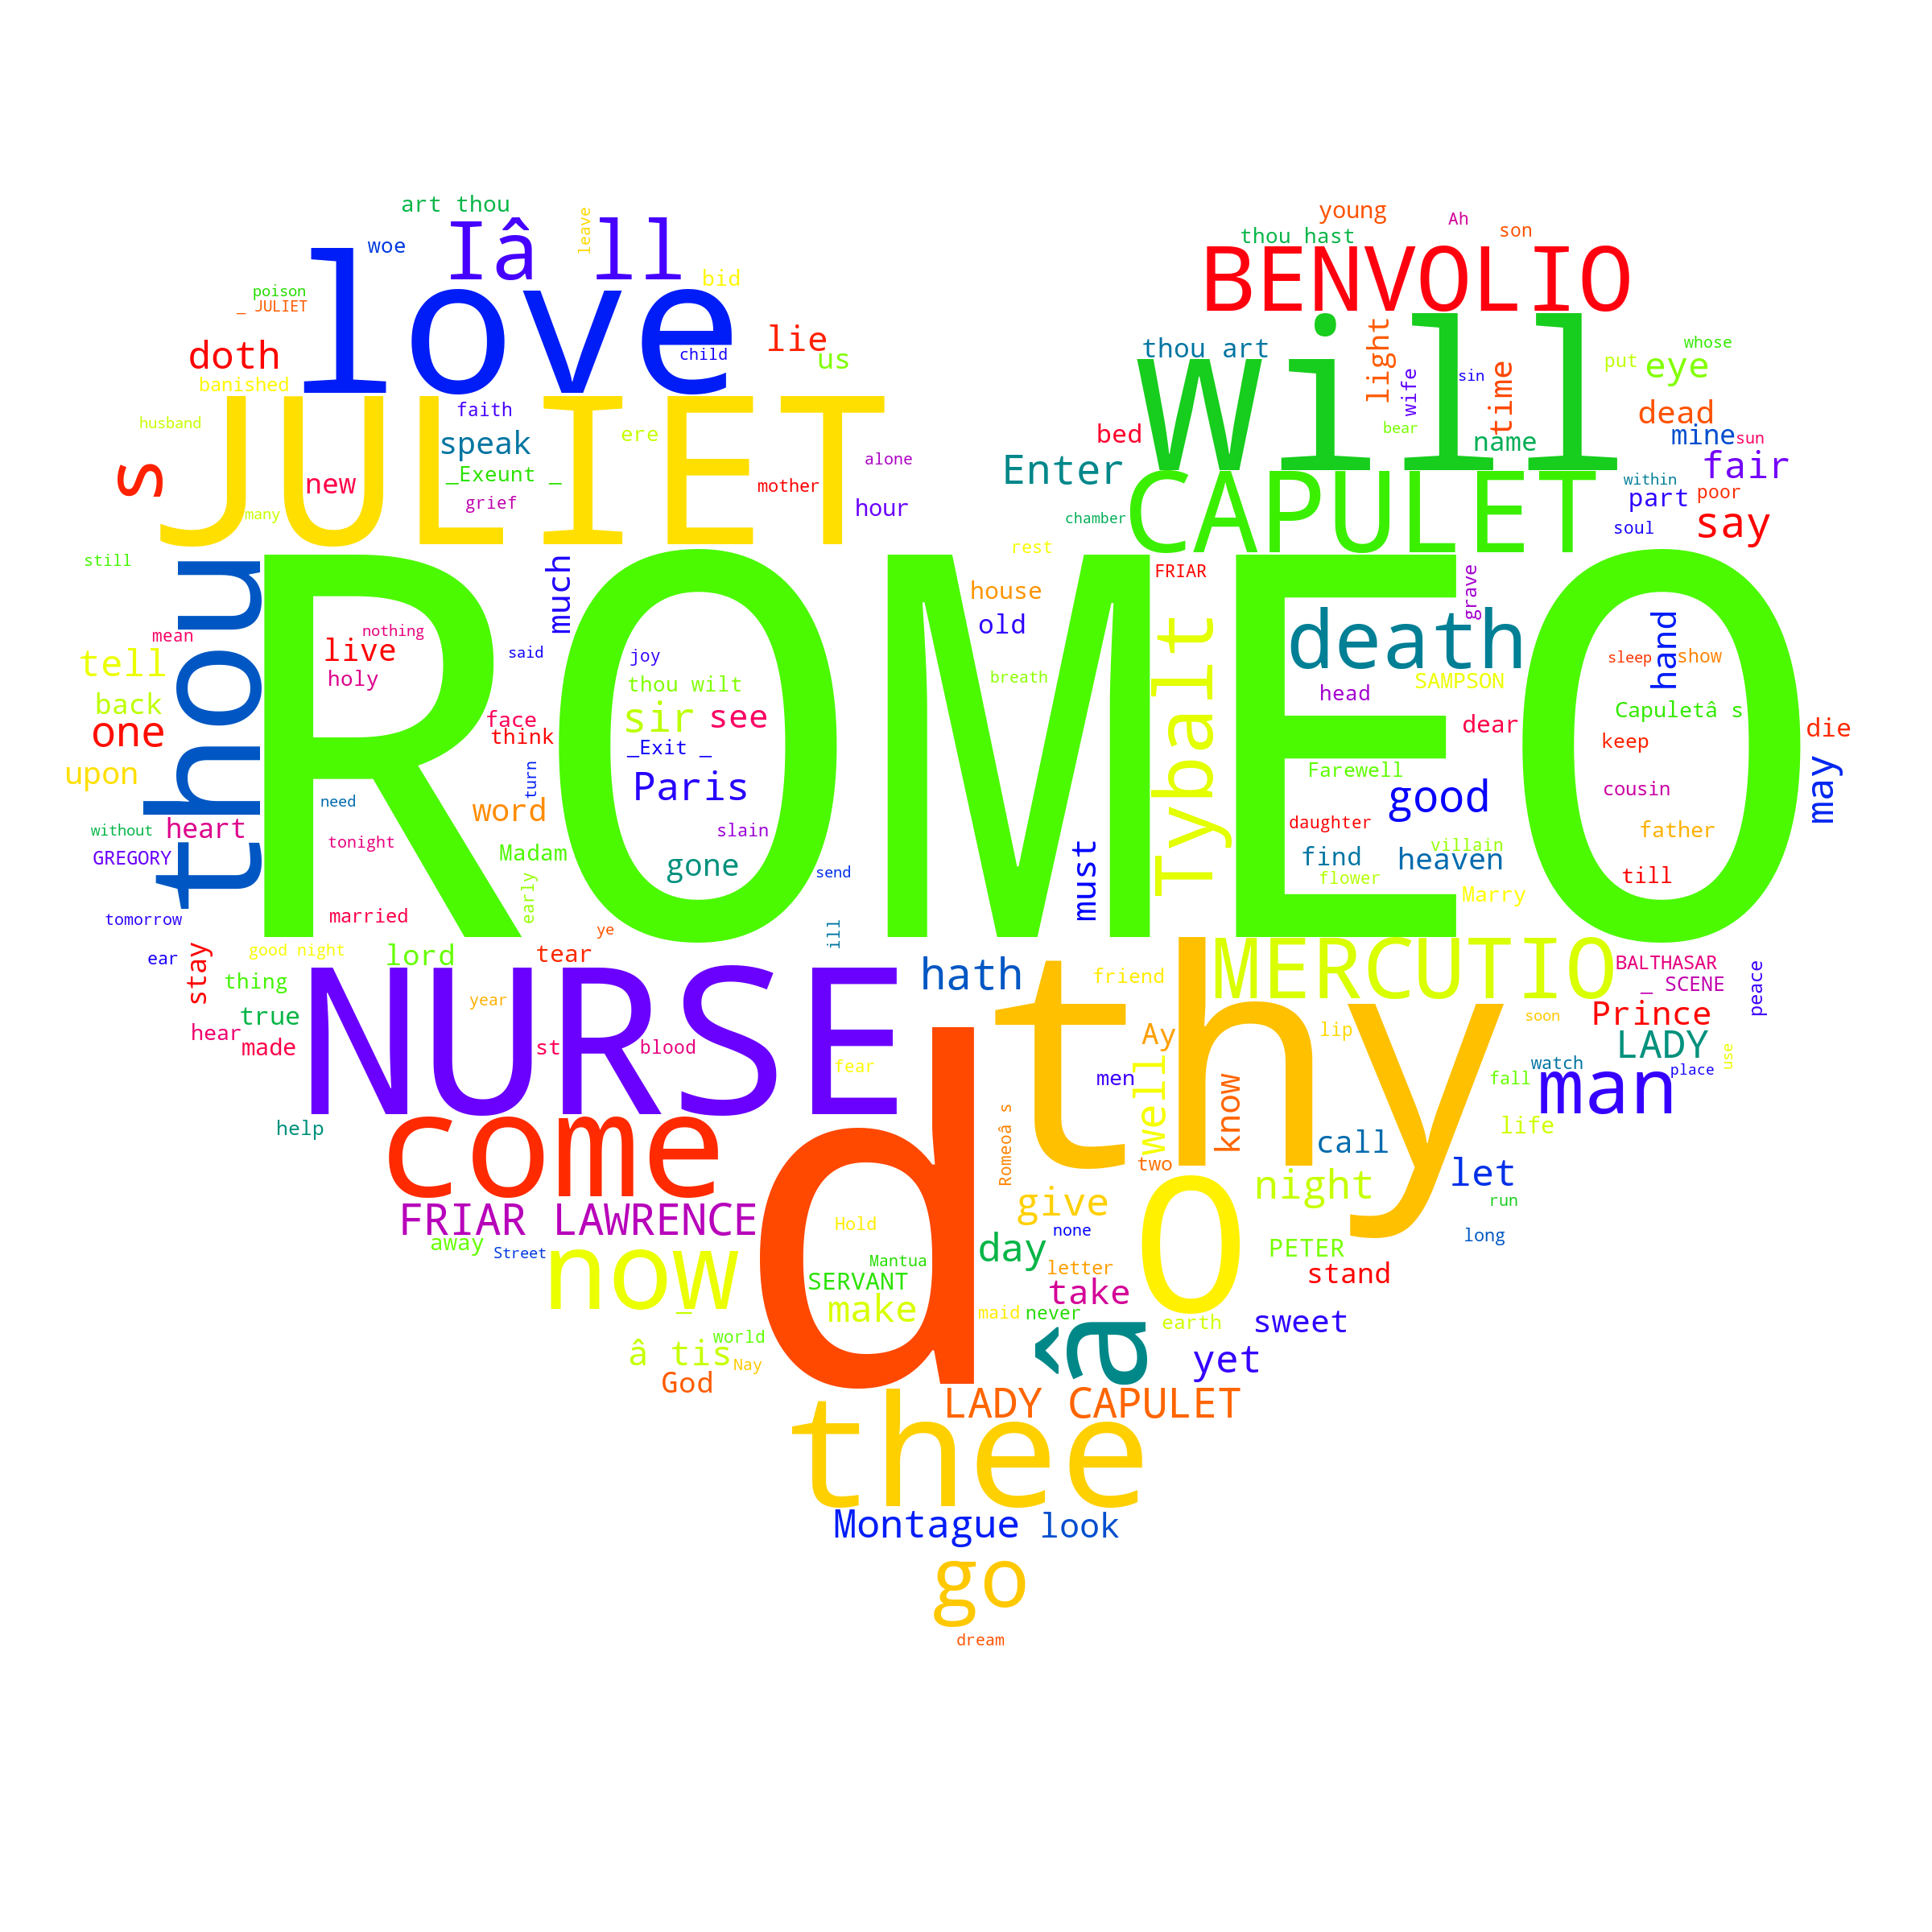 art thou
young
Ah
son
leave
woe
Iâ ll
thou hast
bid
BENVOLIO
poison
_ JULIET
love
will
doth
child
lie
us
thou art
light
wife
sin
time
put
eye
whose
banished
husband
faith
speak
ere
_Exeunt _
alone
bed
bear
name
dead
mine
sun
s
JULIET
new
grief
mother
hour
Enter
CAPULET
within
part
fair
poor
many
chamber
soul
say
still
thou
ROMEO
much
rest
FRIAR
house
old
grave
mean
tell
nothing
live
holy
said
joy
thou wilt
breath
Tybalt
death
head
SAMPSON
sleep
hand
show
back
one
face
think
sir
see
_Exit _
dear
Capuletâ s
keep
die
upon
need
turn
word
Paris
Farewell
good
cousin
may
without
heart
tonight
slain
daughter
villain
father
GREGORY
Madam
gone
send
must
find
heaven
flower
till
tomorrow
married
early
Marry
ye
ill
ear
stay
good night
lord
tear
hath
friend
MERCUTIO
BALTHASAR
_ SCENE
peace
thing
true
year
NURSE
thy
soon
Prince
hear
made
st
blood
fear
Ay
lip
LADY
use
men
well
know
watch
place
fall
man
help
come
d
Romeoâ s
two
call
life
FRIAR LAWRENCE
Hold
give
O
night
let
run
away
Street
now
none
day
long
Mantua
SERVANT
letter
PETER
make
take
stand
_
maid
never
earth
sweet
â tis
world
Nay
â
yet
God
LADY CAPULET
thee
Montague
look
go
dream